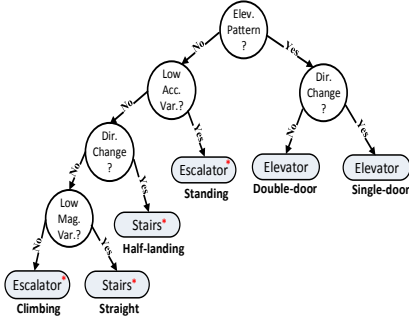 Elev.
Pattern
?
No
Yes
Low
Acc.
Var.?
Dir.
Change
?
No
Yes
No
Yes
Dir.
Change
?
Escalator*
Standing
Elevator
Double-door
Elevator
Single-door
No
Yes
Low
Mag.
Var.?
Stairs*
Half-landing
No
Yes
Escalator*
Climbing
Stairs*
Straight